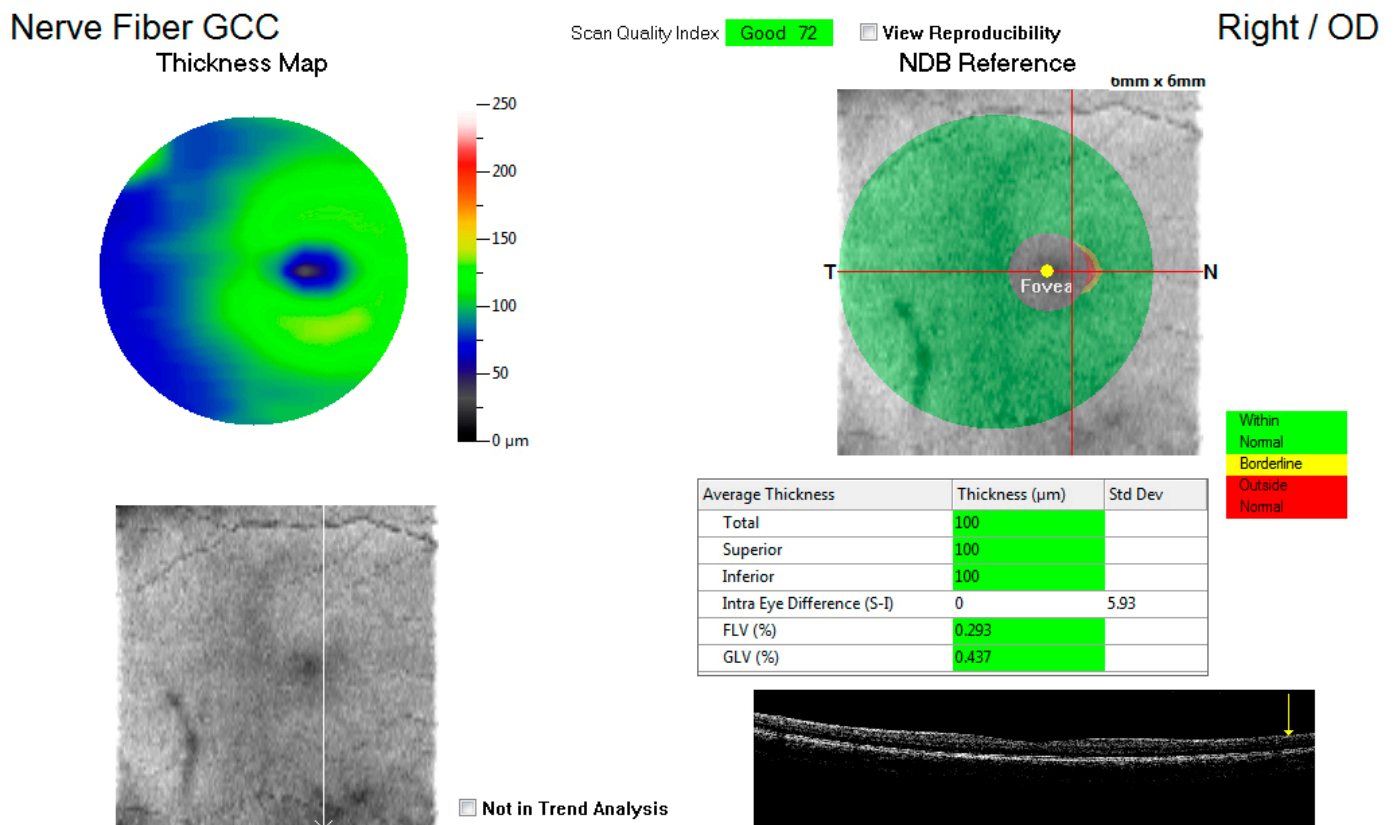 Nerve Fiber GCC
Scan Quality Index Good 72 View Reproducibility
Right / OD
Thickness Map
NDB Reference
6mm x 6mm
250
200
150
100
50
0 µm
T
N
Fovea
Within
Normal
Borderline
Outside
Normal
Average Thickness Thickness (µm) Std Dev
Total 100
Superior 100
Inferior 100
Intra Eye Difference (S-I) 0 5.93
FLV (%) 0.293
GLV (%) 0.437
Not in Trend Analysis